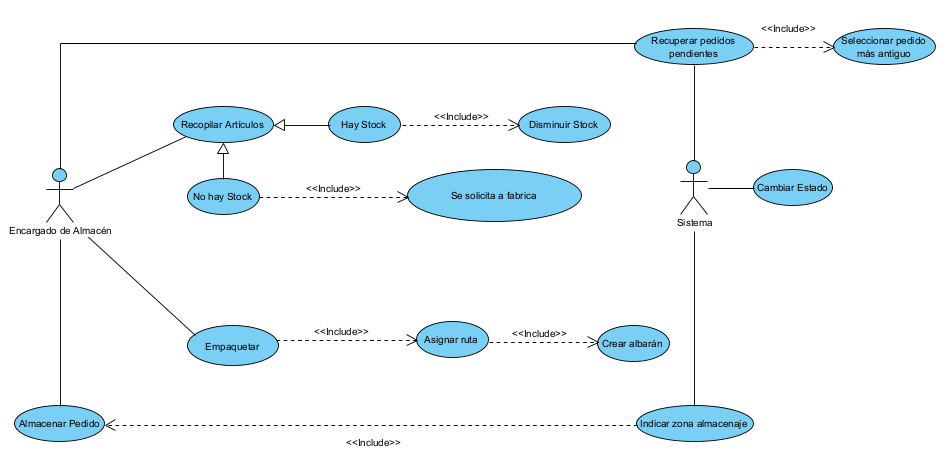 <<Include>>
Recuperar pedidos
pendientes
Seleccionar pedido
más antiguo
Recopilar Artículos
Hay Stock
<<Include>>
Disminuir Stock
No hay Stock
<<Include>>
Se solicita a fabrica
Cambiar Estado
Encargado de Almacén
Sistema
Empaquetar
<<Include>>
Asignar ruta
<<Include>>
Crear albarán
Almacenar Pedido
Indicar zona almacenaje
<<Include>>